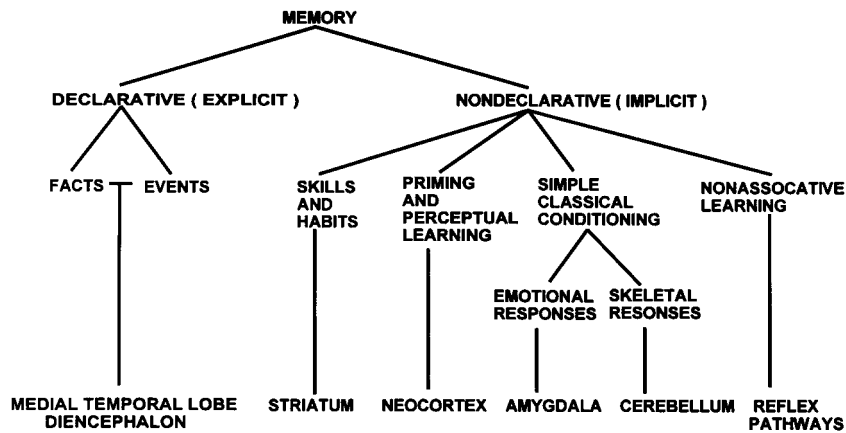 MEMORY
DECLARATIVE ( EXPLICIT )
NONDECLARATIVE ( IMPLICIT )
FACTS
EVENTS
SKILLS
AND
HABITS
PRIMING
AND
PERCEPTUAL
LEARNING
SIMPLE
CLASSICAL
CONDITIONING
NONASSOCATIVE
LEARNING
EMOTIONAL
RESPONSES
SKELETAL
RESONSES
MEDIAL TEMPORAL LOBE
DIENCEPHALON
STRIATUM
NEOCORTEX
AMYGDALA
CEREBELLUM
REFLEX
PATHWAYS